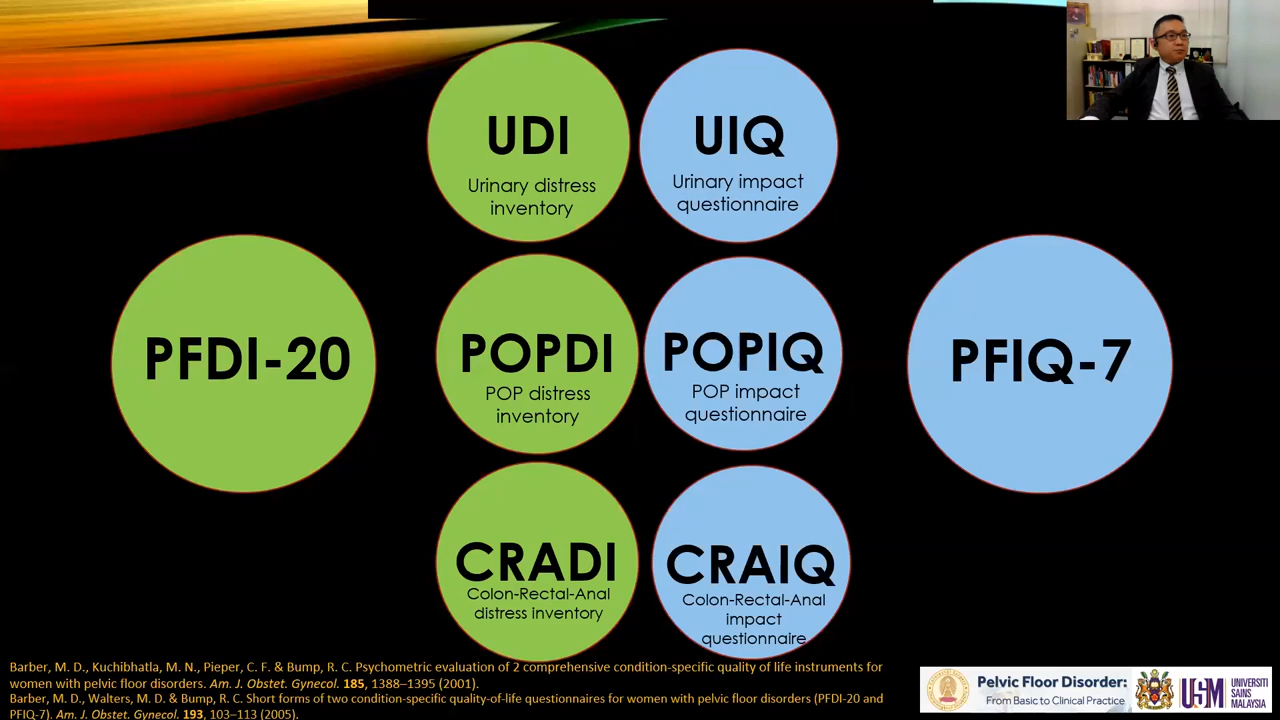 UDI
Urinary distress
inventory
UIQ
Urinary impact
questionnaire
PFDI-20
POPDI
POP distress
inventory
POPIQ
POP impact
questionnaire
PFIQ-7
CRADI
Colon-Rectal-Anal
distress inventory
CRAIQ
Colon-Rectal-Anal
impact
questionnaire
Barber, M. D., Kuchibhatla, M. N., Pieper, C. F. & Bump, R. C. Psychometric evaluation of 2 comprehensive condition-specific quality of life instruments for
women with pelvic floor disorders. Am. J. Obstet. Gynecol. 185, 1388–1395 (2001).
Barber, M. D., Walters, M. D. & Bump, R. C. Short forms of two condition-specific quality-of-life questionnaires for women with pelvic floor disorders (PFDI-20 and
PFIQ-7). Am. J. Obstet. Gynecol. 193, 103–113 (2005).
Pelvic Floor Disorder:
From Basic to Clinical Practice
USM
UNIVERSITI
SAINS
MALAYSIA